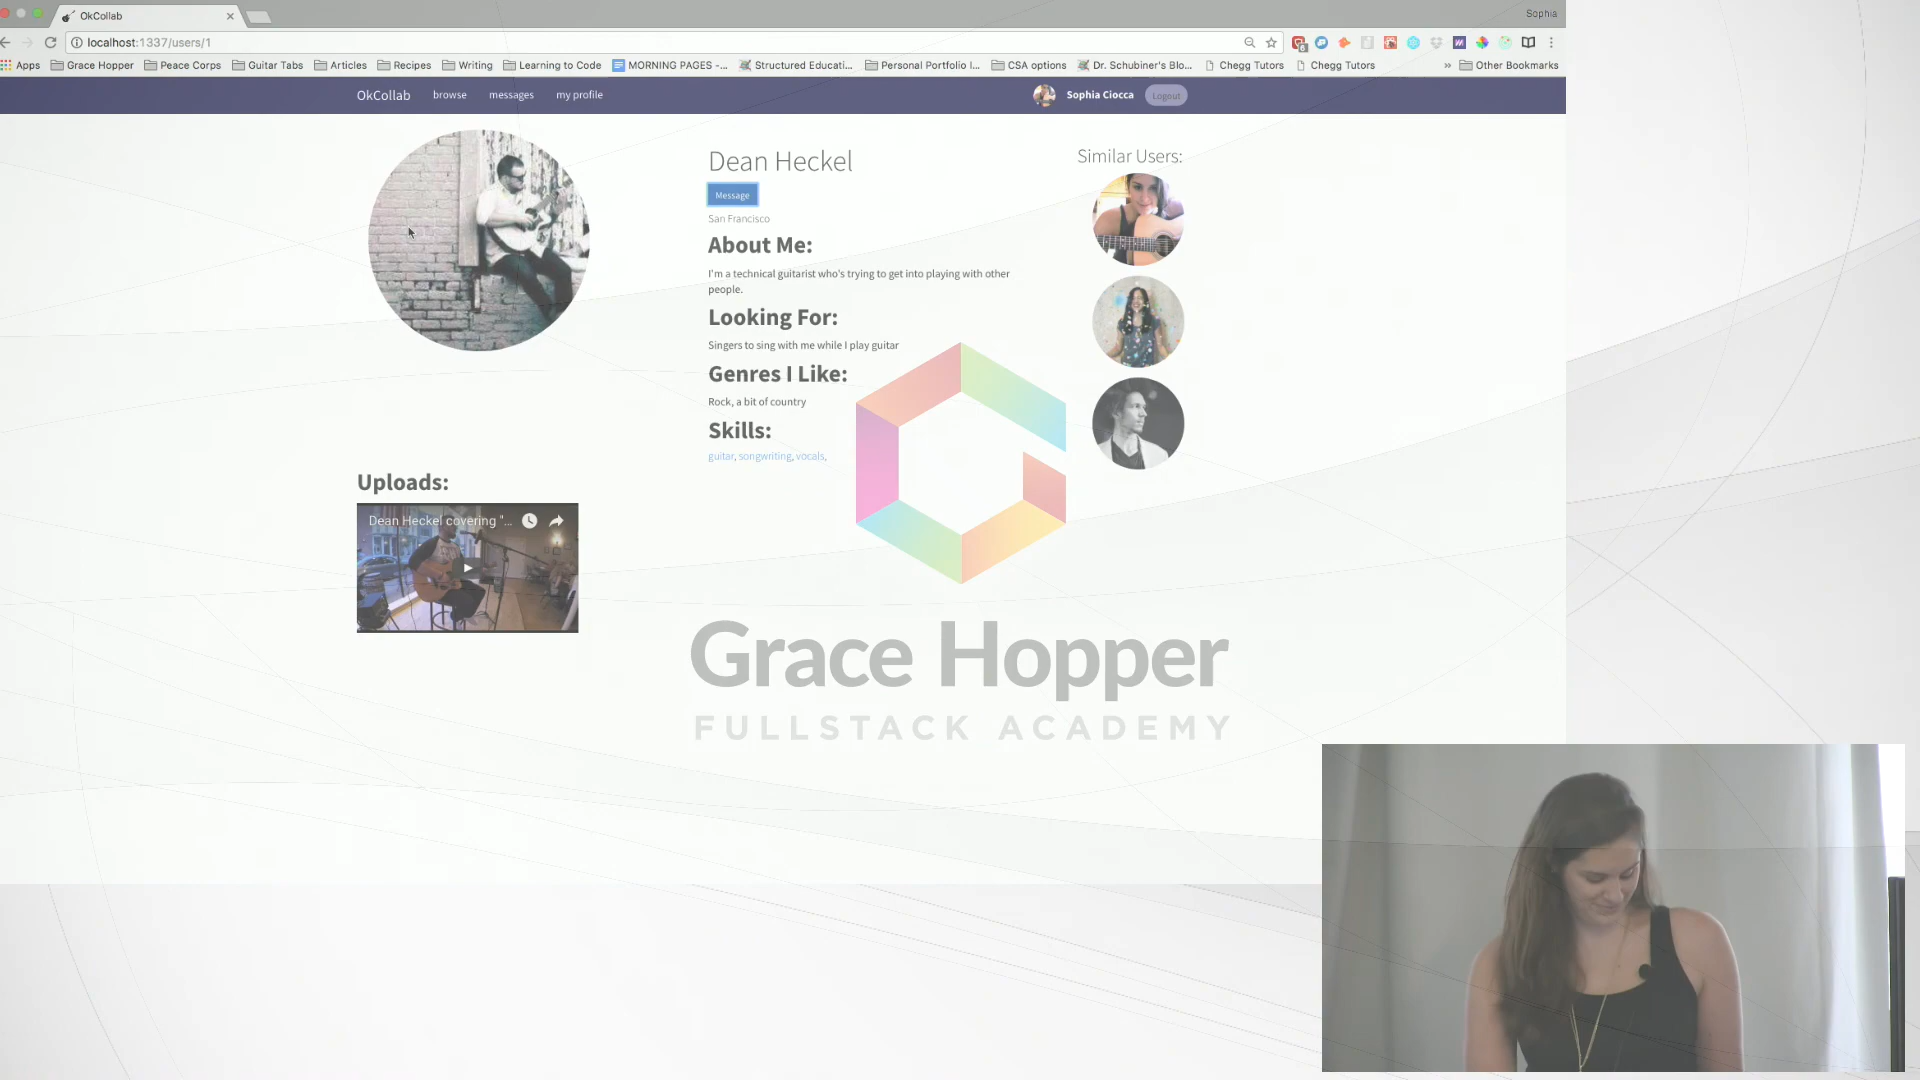 OkCollab
Sophia
localhost:1337/users/1
Apps Grace Hopper Peace Corps Guitar Tabs Articles Recipes Writing Learning to Code MORNING PAGES -... Structured Educati... Personal Portfolio I... CSA options Dr. Schubiner's Blo... Chegg Tutors Chegg Tutors » Other Bookmarks
OkCollab browse messages my profile Sophia Ciocca Logout
Dean Heckel
Message
San Francisco
About Me:
I'm a technical guitarist who's trying to get into playing with other
people.
Looking For:
Singers to sing with me while I play guitar
Genres I Like:
Rock, a bit of country
Skills:
guitar, songwriting, vocals,
Similar Users:
Uploads:
Dean Heckel covering "...
Grace Hopper
FULLSTACK ACADEMY